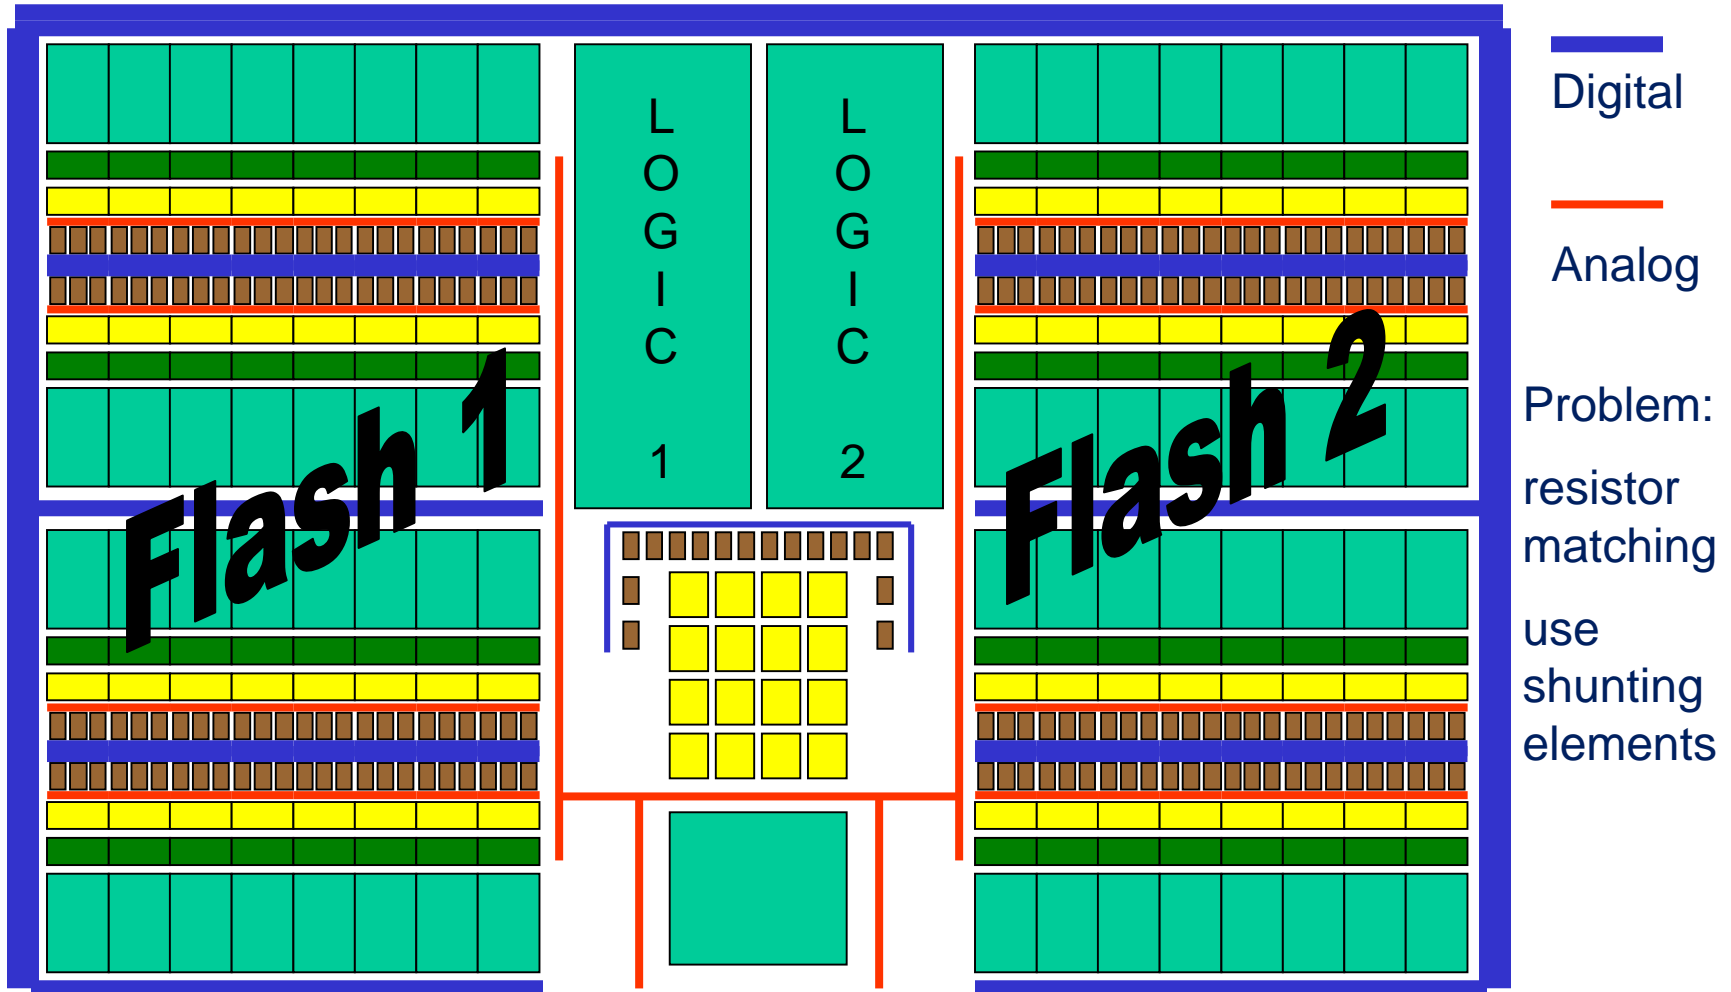 L
O
G
I
C
1
L
O
G
I
C
2
Flash 1
Flash 2
Digital
Analog
Problem:
resistor
matching
use
shunting
elements